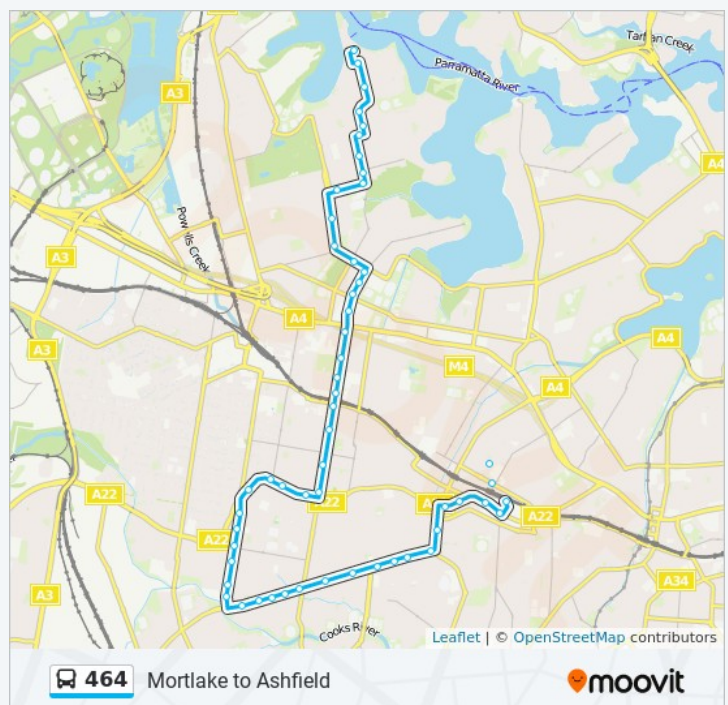 Tarban Creek
Parramatta River
A3
A4
Powells Creek
A3
A4
A3
A4
M4
A4
A22
A22
A22
A22
A34
A3
Cooks River
Leaflet | © OpenStreetMap contributors
464 Mortlake to Ashfield
moovit